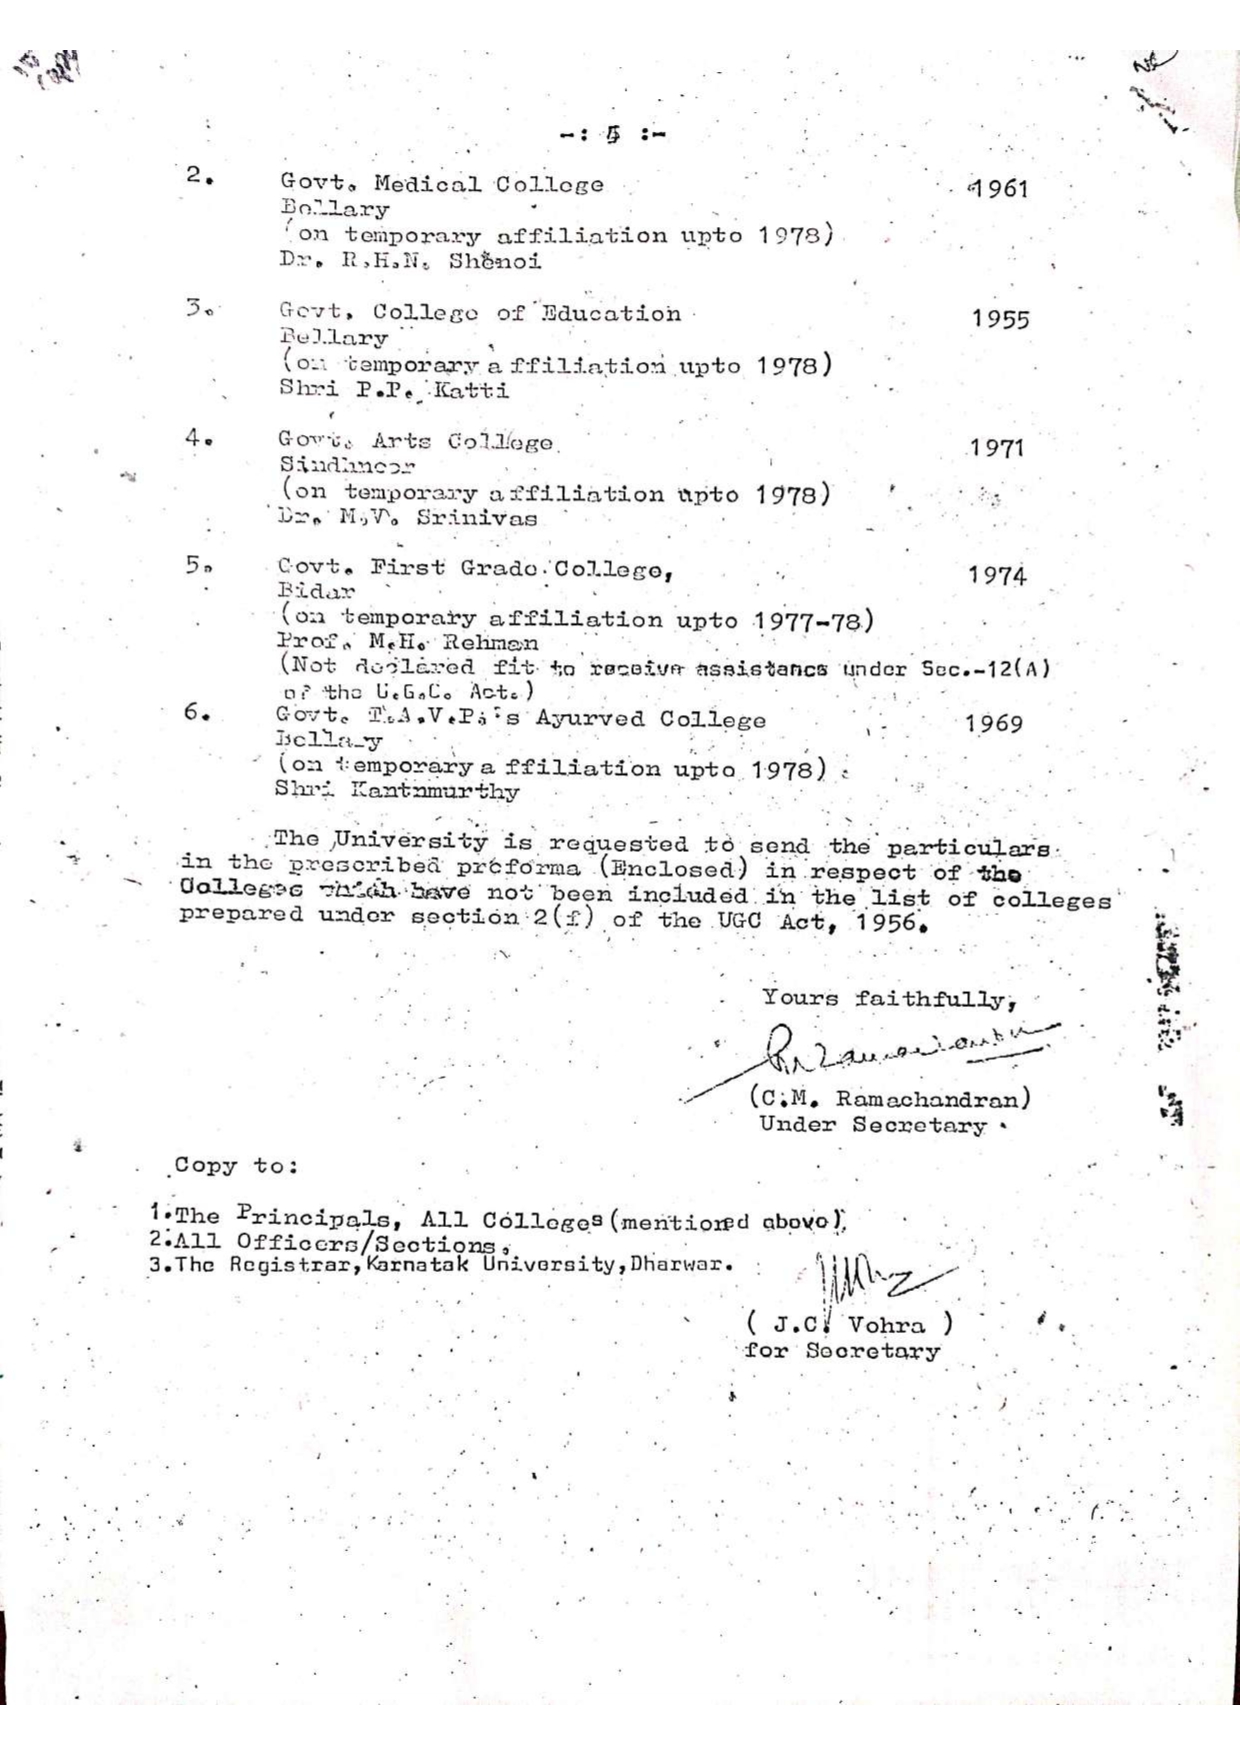 -: 5 :-
2. Govt. Medical College 1961
Bellary
(on temporary affiliation upto 1978)
Dr. R.H.N. Shenoi
3. Govt. College of Education 1955
Bellary
(on temporary a ffiliation upto 1978)
Shri P.P. Katti
4. Govt. Arts College 1971
Sindhnoor
(on temporary a ffiliation upto 1978)
Dr. M.V. Srinivas
5. Govt. First Grade College, 1974
Bidar
(on temporary affiliation upto 1977-78)
Prof. M.H. Rehman
(Not declared fit to receive assistance under Sec.-12(A)
of the U.G.C. Act.)
6. Govt. T.A.V.P.'s Ayurved College 1969
Bellary
(on temporary a ffiliation upto 1978)
Shri
The University is requested to send the particulars
in the prescribed proforma (Enclosed) in respect of the
Colleges which have not been included in the list of colleges
prepared under section 2(f) of the UGC Act, 1956.
Yours faithfully,
(C.M. Ramachandran)
Under Secretary.
Copy to:
1.The Principals, All Colleges (mentioned above),
2.All Officers/Sections.
3.The Registrar,Karnatak University,Dharwar.
( J.C. Vohra )
for Secretary